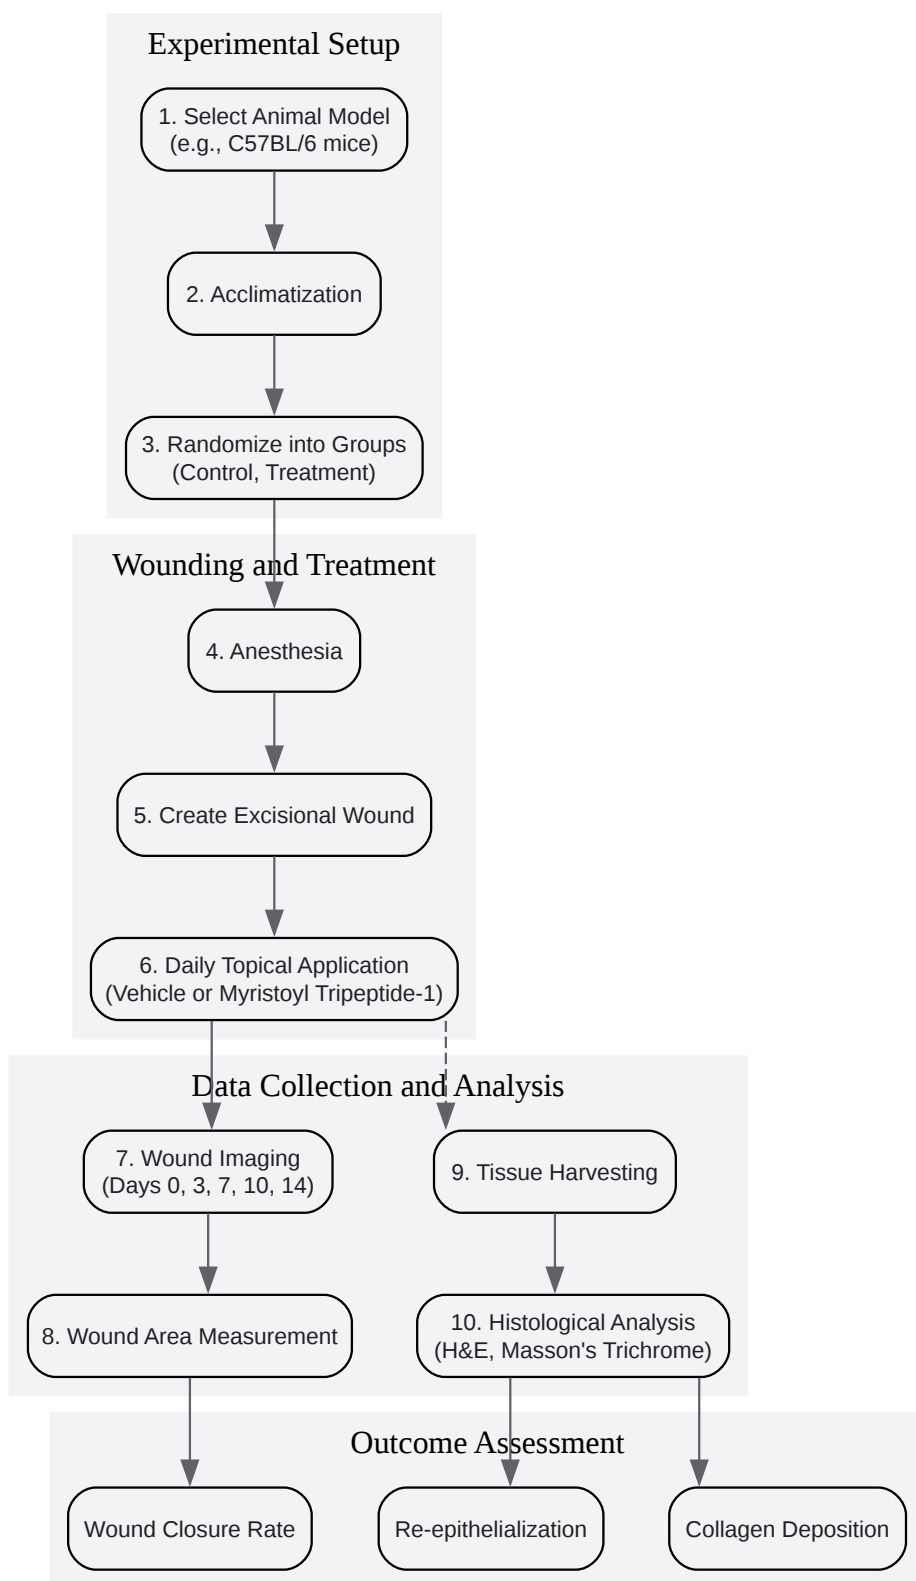 Experimental Setup
1. Select Animal Model
(e.g., C57BL/6 mice)
2. Acclimatization
3. Randomize into Groups
(Control, Treatment)
Wounding and Treatment
4. Anesthesia
5. Create Excisional Wound
6. Daily Topical Application
(Vehicle or Myristoyl Tripeptide-1)
Data Collection and Analysis
7. Wound Imaging
(Days 0, 3, 7, 10, 14)
9. Tissue Harvesting
8. Wound Area Measurement
10. Histological Analysis
(H&E, Masson's Trichrome)
Outcome Assessment
Wound Closure Rate
Re-epithelialization
Collagen Deposition